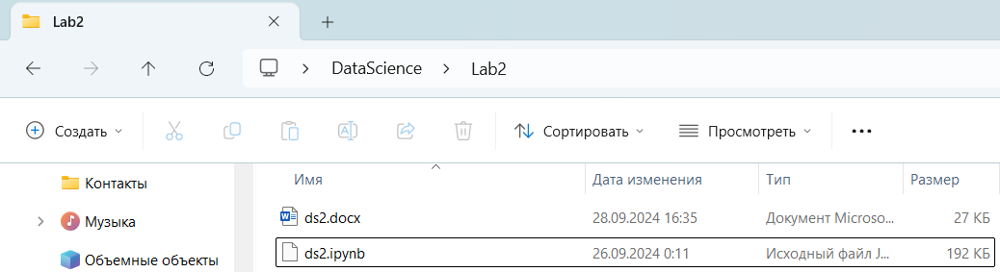 Lab2
DataScience Lab2
Создать Сортировать Просмотреть
Контакты
Музыка
Объемные объекты
Имя Дата изменения Тип Размер
ds2.docx 28.09.2024 16:35 Документ Microso... 27 КБ
ds2.ipynb 26.09.2024 0:11 Исходный файл J... 192 КБ